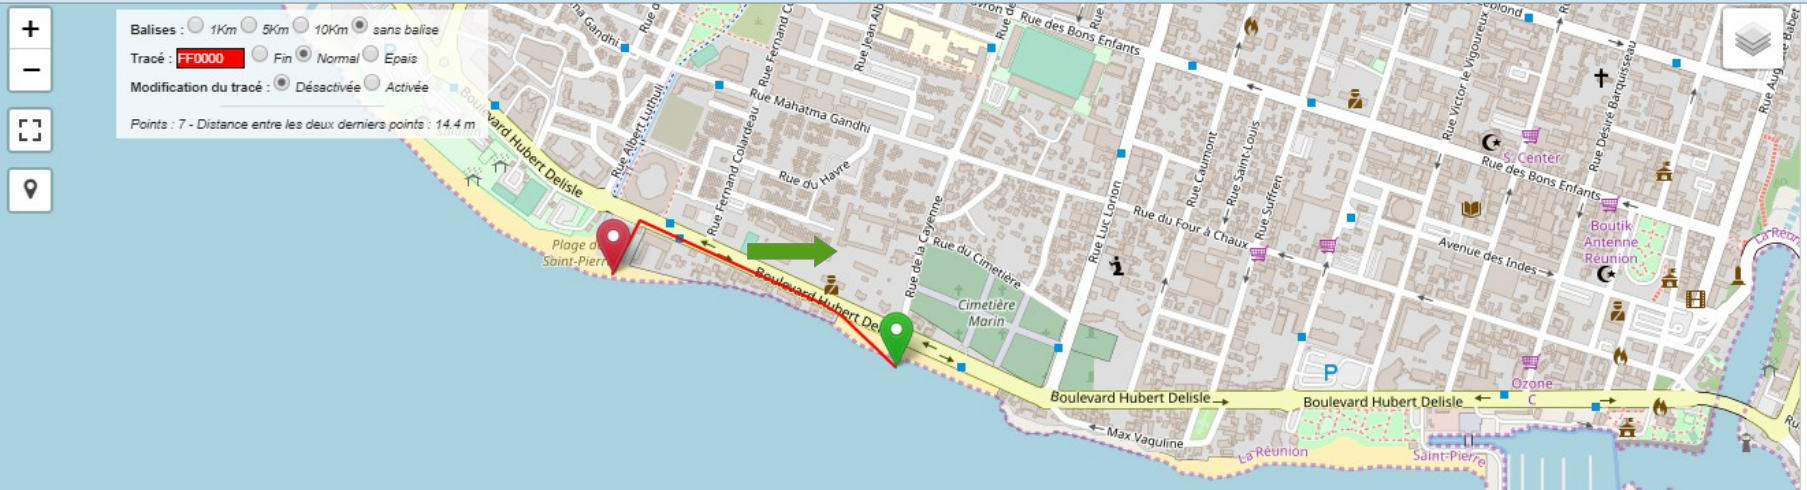 +
−
Balises : 1Km 5Km 10Km sans balise
Tracé : FF0000 Fin Normal Epais
Modification du tracé : Désactivée Activée
Points : 7 - Distance entre les deux derniers points : 14.4 m
Boulevard Hubert Delisle
Rue Albert Luthuli
Rue Mahatma Gandhi
Rue Fernand Colardeau
Rue du Havre
Rue des Bons Enfants
Rue Victor le Vigoureux
Rue Désiré Barquisseau
S. Center
Rue des Bons Enfants
Rue Caumont
Rue Saint-Louis
Rue Suffren
Rue Luc Lorion
Rue du Four à Chaux
Avenue des Indes
Boutik
Antenne
Réunion
Rue de la Cayenne
Rue du Cimetière
Cimetière
Marin
Saint-Pierre
Boulevard Hubert
P
Ozone
C
Boulevard Hubert Delisle
Boulevard Hubert Delisle
Max Vaguline
La Réunion
Saint-Pierre